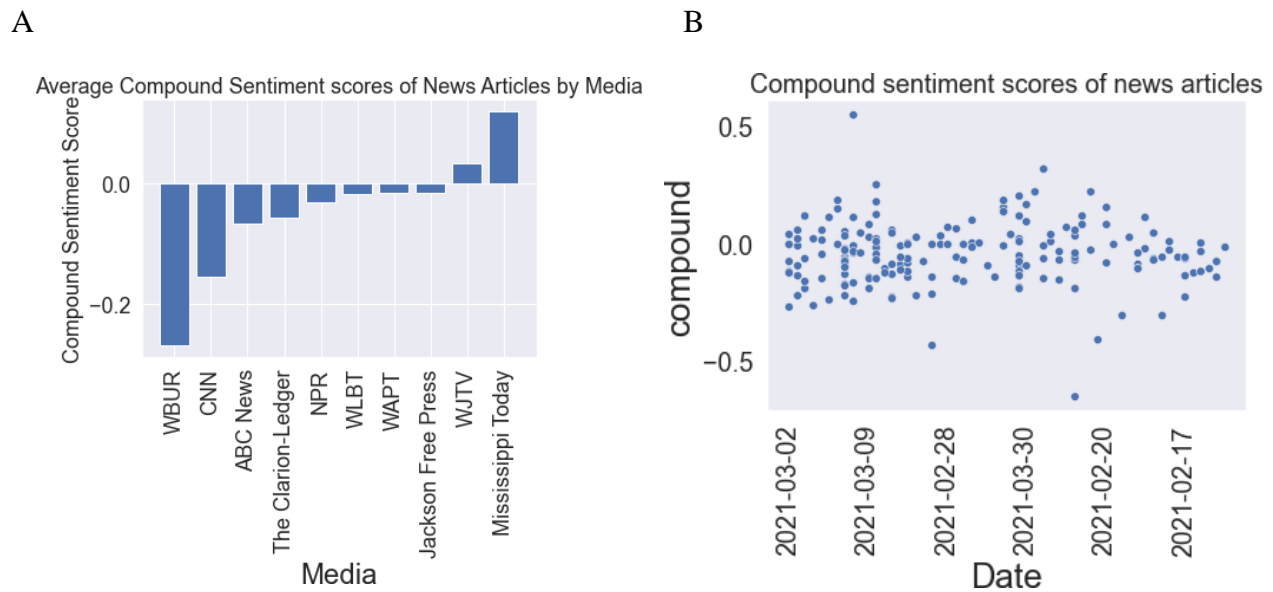 A
B
Average Compound Sentiment scores of News Articles by Media
Compound Sentiment Score
0.0
−0.2
WBUR
CNN
ABC News
The Clarion-Ledger
NPR
WLBT
WAPT
Jackson Free Press
WJTV
Mississippi Today
Media
Compound sentiment scores of news articles
compound
0.5
0.0
−0.5
2021-03-02
2021-03-09
2021-02-28
2021-03-30
2021-02-20
2021-02-17
Date